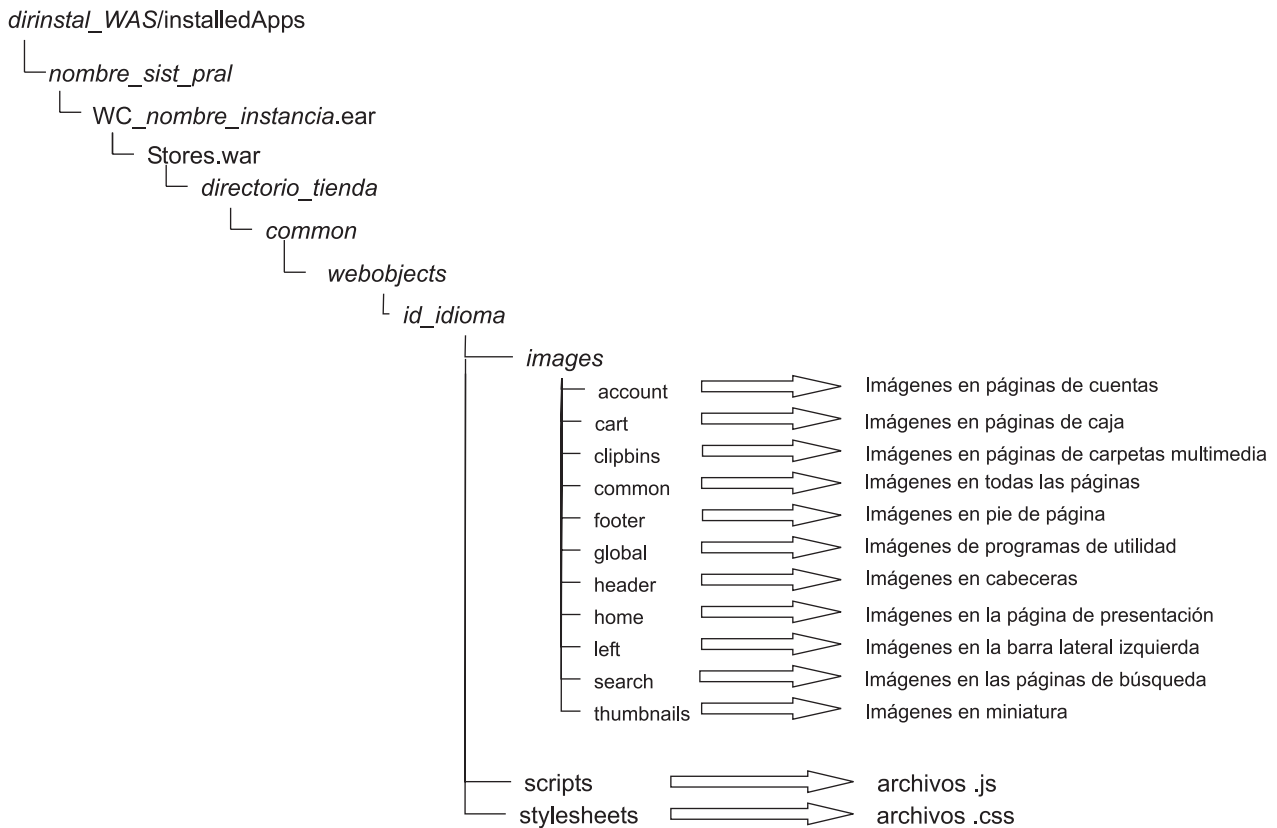 dirinstal_WAS/installedApps
nombre_sist_pral
WC_nombre_instancia.ear
Stores.war
directorio_tienda
common
webobjects
id_idioma
images
account Imágenes en páginas de cuentas
cart Imágenes en páginas de caja
clipbins Imágenes en páginas de carpetas multimedia
common Imágenes en todas las páginas
footer Imágenes en pie de página
global Imágenes de programas de utilidad
header Imágenes en cabeceras
home Imágenes en la página de presentación
left Imágenes en la barra lateral izquierda
search Imágenes en las páginas de búsqueda
thumbnails Imágenes en miniatura
scripts archivos .js
stylesheets archivos .css